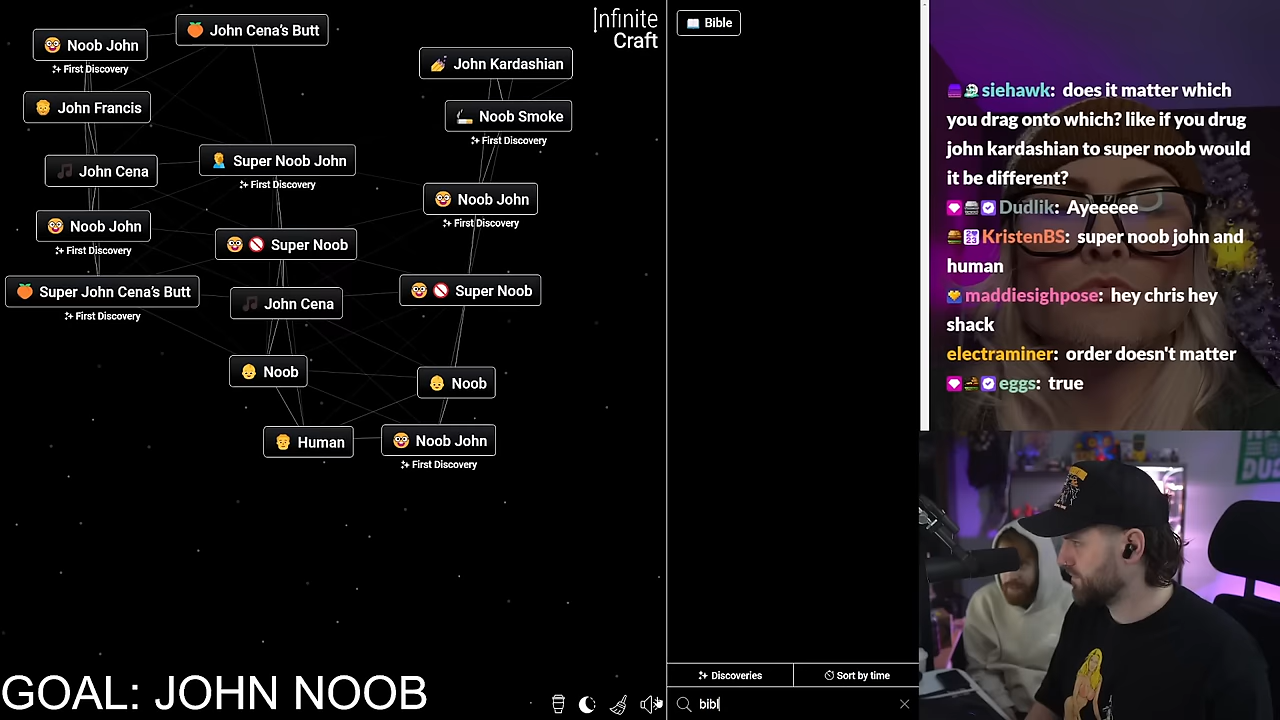 Noob John
First Discovery
John Cena's Butt
John Francis
John Cena
Super Noob John
First Discovery
Noob John
First Discovery
Super Noob
Super John Cena's Butt
First Discovery
John Cena
Noob
Human
John Kardashian
Noob Smoke
First Discovery
Noob John
First Discovery
Super Noob
Noob
Noob John
First Discovery
Infinite
Craft
GOAL: JOHN NOOB
Bible
Discoveries
Sort by time
bibl
siehawk: does it matter which
you drag onto which? like if you drug
john kardashian to super noob would
it be different?
Dudlik: Ayeeeee
KristenBS: super noob john and
human
maddiesighpose: hey chris hey
shack
electraminer: order doesn't matter
eggs: true